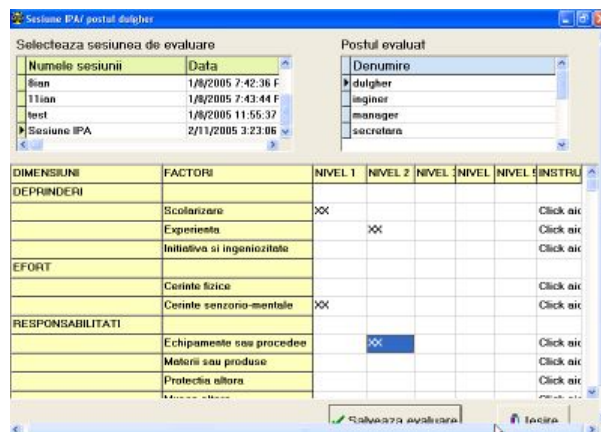 Sesiune IPA/ postul dulgher
Selecteaza sesiunea de evaluare
Postul evaluat
Numele sesiunii Data
8ian 1/8/2005 7:42:36 P
11ian 1/8/2005 7:43:44 P
test 1/8/2005 11:55:37
Sesiune IPA 2/11/2005 3:23:06
Denumire
dulgher
inginer
manager
secretara
DIMENSIUNI FACTORI NIVEL 1 NIVEL 2 NIVEL NIVEL NIVEL INSTRU
DEPRINDERI
Scolarizare XX Click aic
Experienta XX Click aic
Initiativa si ingeniozitate Click aic
EFORT
Cerinte fizice Click aic
Cerinte senzorio-mentale XX Click aic
RESPONSABILITATI
Echipamente sau procedee XX Click aic
Materii sau produse Click aic
Protectia altora Click aic
Salveaza evaluare Iesire